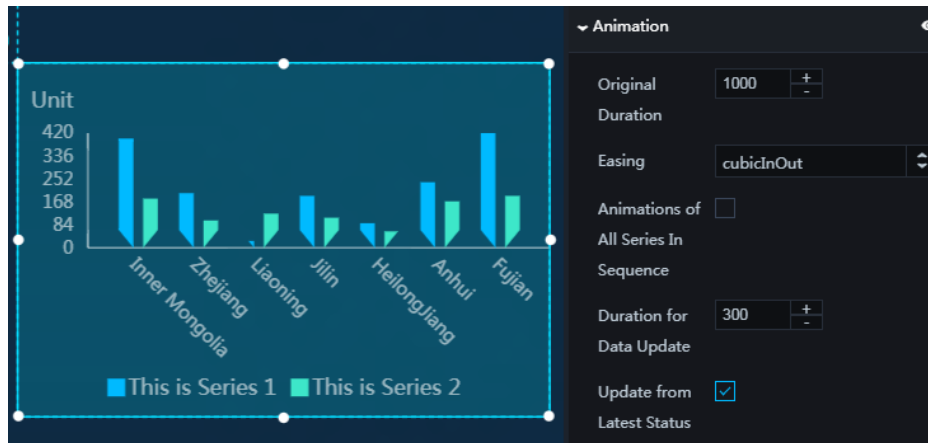 Unit
420
336
252
168
84
0
Inner Mongolia
Zhejiang
Liaoning
Jilin
HeilongJiang
Anhui
Fujian
This is Series 1 This is Series 2
Animation
Original 1000 + -
Duration
Easing cubicInOut
Animations of
All Series In
Sequence
Duration for 300 + -
Data Update
Update from
Latest Status